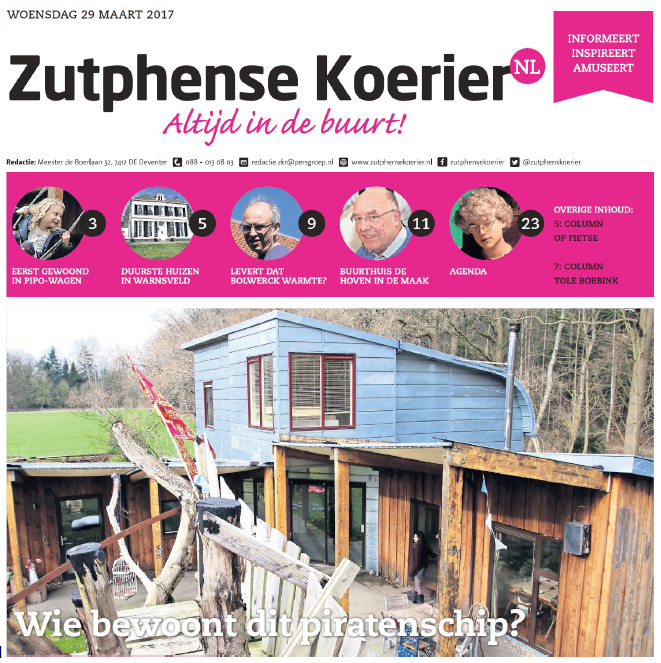 WOENSDAG 29 MAART 2017
INFORMEERT
INSPIREERT
AMUSEERT
Zutphense Koerier NL
Altijd in de buurt!
Redactie: Meester de Boerlaan 32, 7412 DE Deventer 088 - 013 08 03 redactie.zkr@persgroep.nl www.zutphensekoerier.nl zutphensekoerier @zutphenskoerier
3
EERST GEWOOND
IN PIPO-WAGEN
5
DUURSTE HUIZEN
IN WARNSVELD
9
LEVERT DAT
BOLWERCK WARMTE?
11
BUURTHUIS DE
HOVEN IN DE MAAK
23
AGENDA
OVERIGE INHOUD:
5: COLUMN
OP FIETSE
7: COLUMN
TOLE BOBBINK
Wie bewoont dit piratenschip?